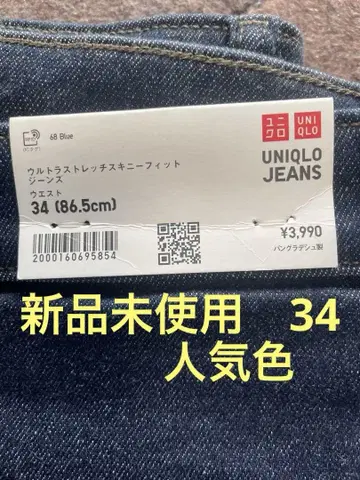 68 Blue
ユニ
クロ
UNI
QLO
UNIQLO
JEANS
ウルトラストレッチスキニーフィット
ジーンズ
ウエスト
34 (86.5cm)
¥3,990
バングラデシュ製
2000160695854
新品未使用 34
人気色